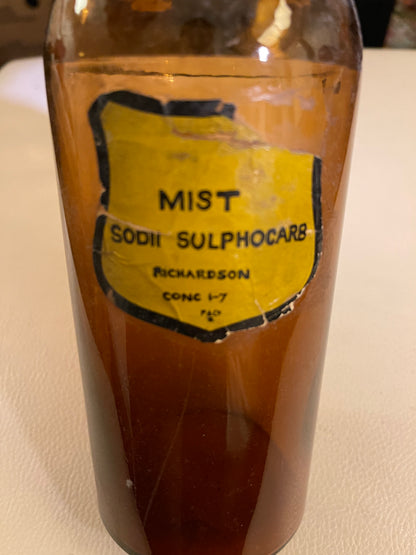 MIST
SODII SULPHOCARB
RICHARDSON
CONC 1-7